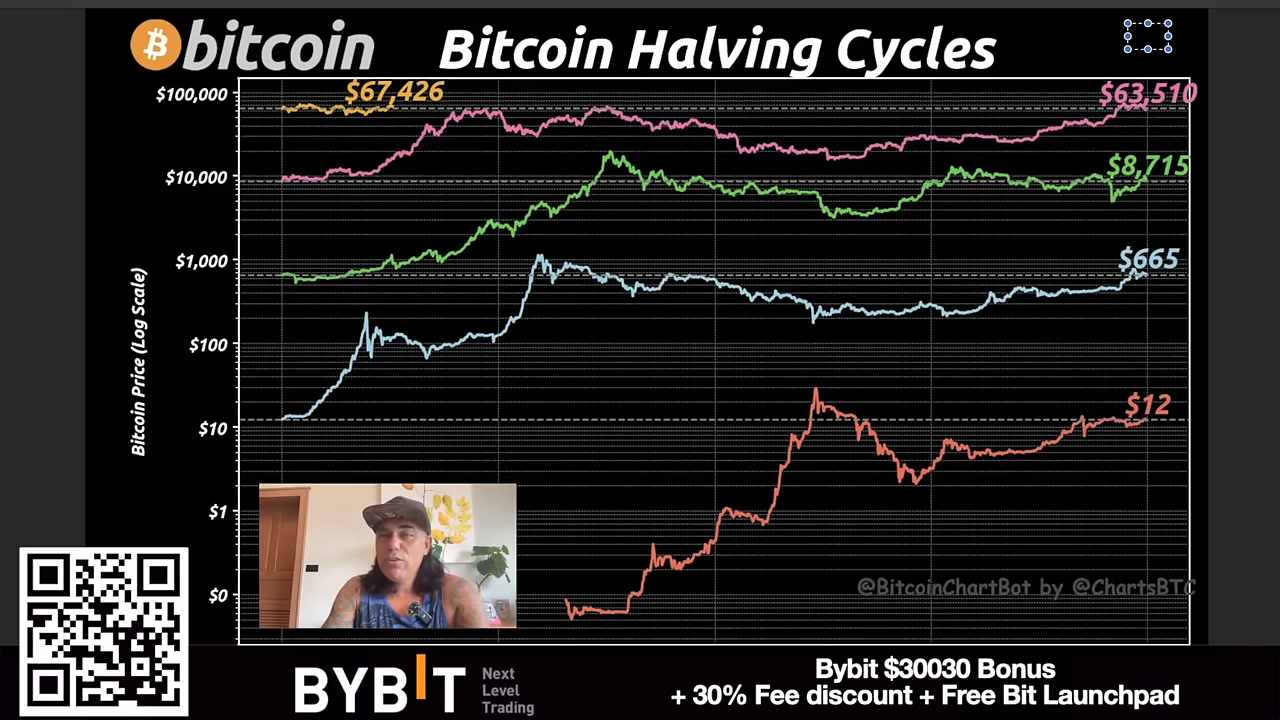 bitcoin
Bitcoin Halving Cycles
$100,000
$67,426
$63,510
$10,000
$8,715
$1,000
$665
$100
$12
$10
$1
$0
Bitcoin Price (Log Scale)
@BitcoinChartBot by @ChartsBTC
BYBIT
Next
Level
Trading
Bybit $30030 Bonus
+ 30% Fee discount + Free Bit Launchpad